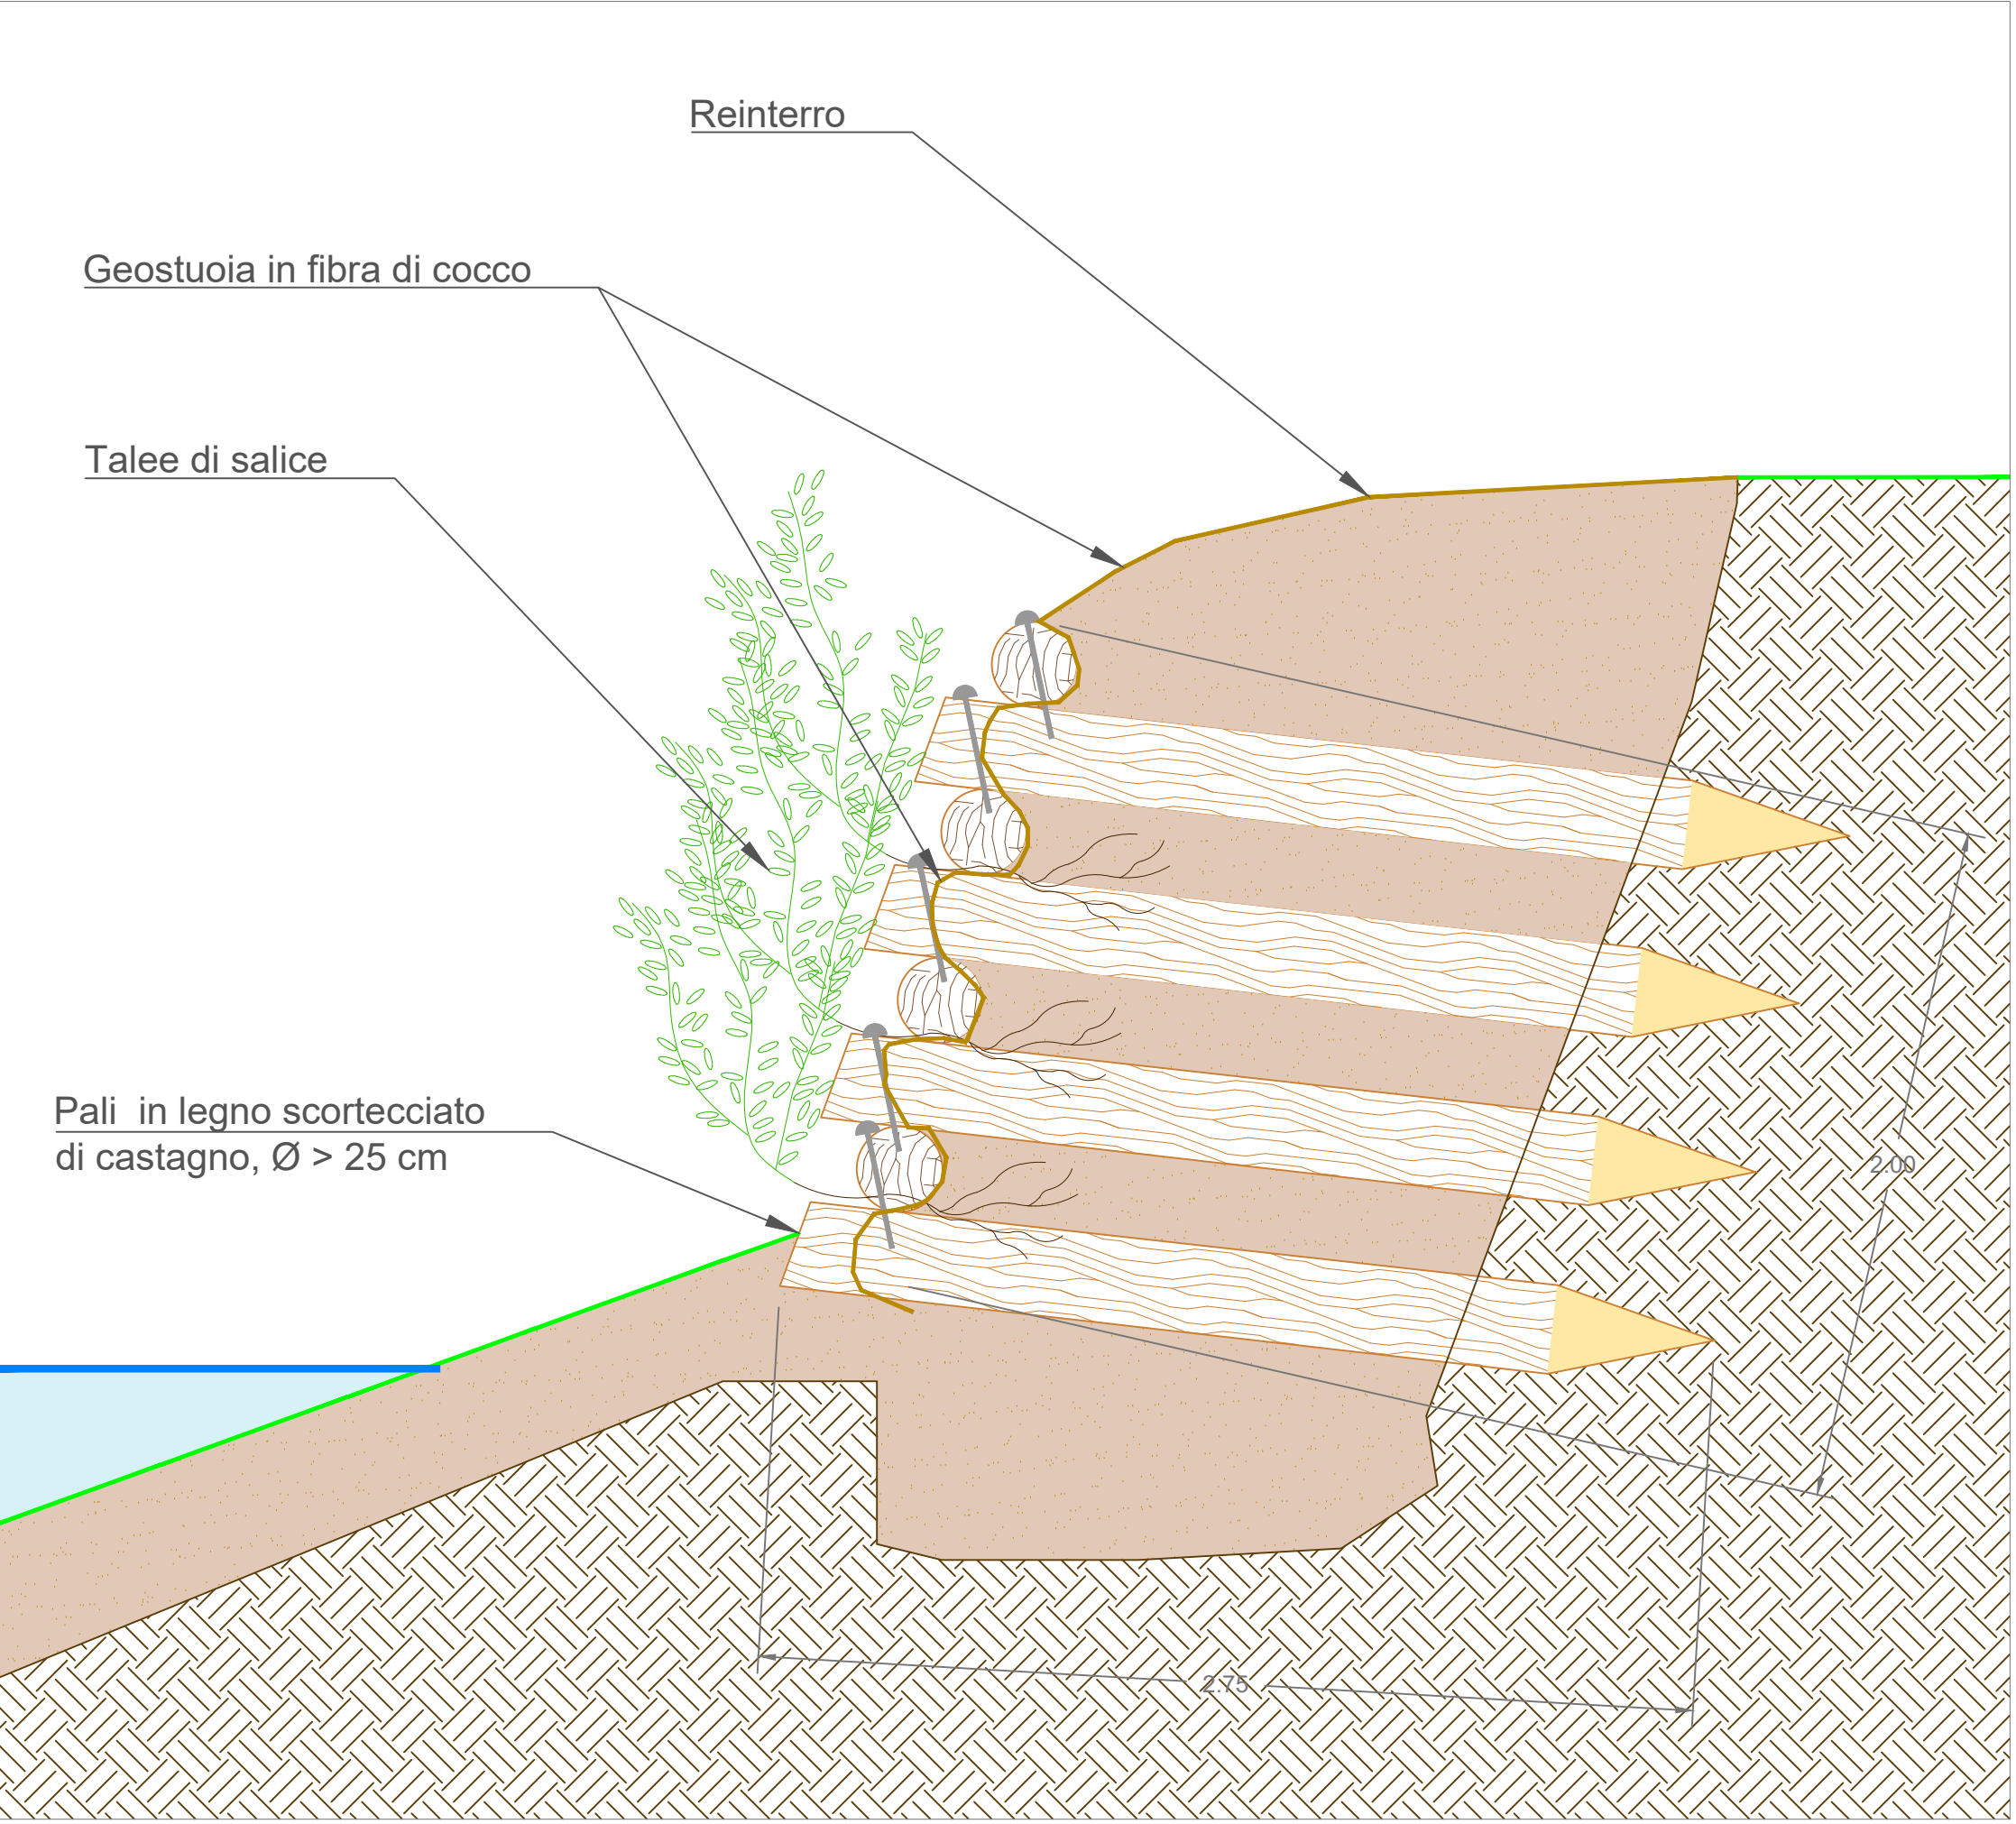 Reinterro
Geostuoia in fibra di cocco
Talee di salice
Pali  in legno scortecciato
di castagno, Ø > 25 cm
2.00
2.75